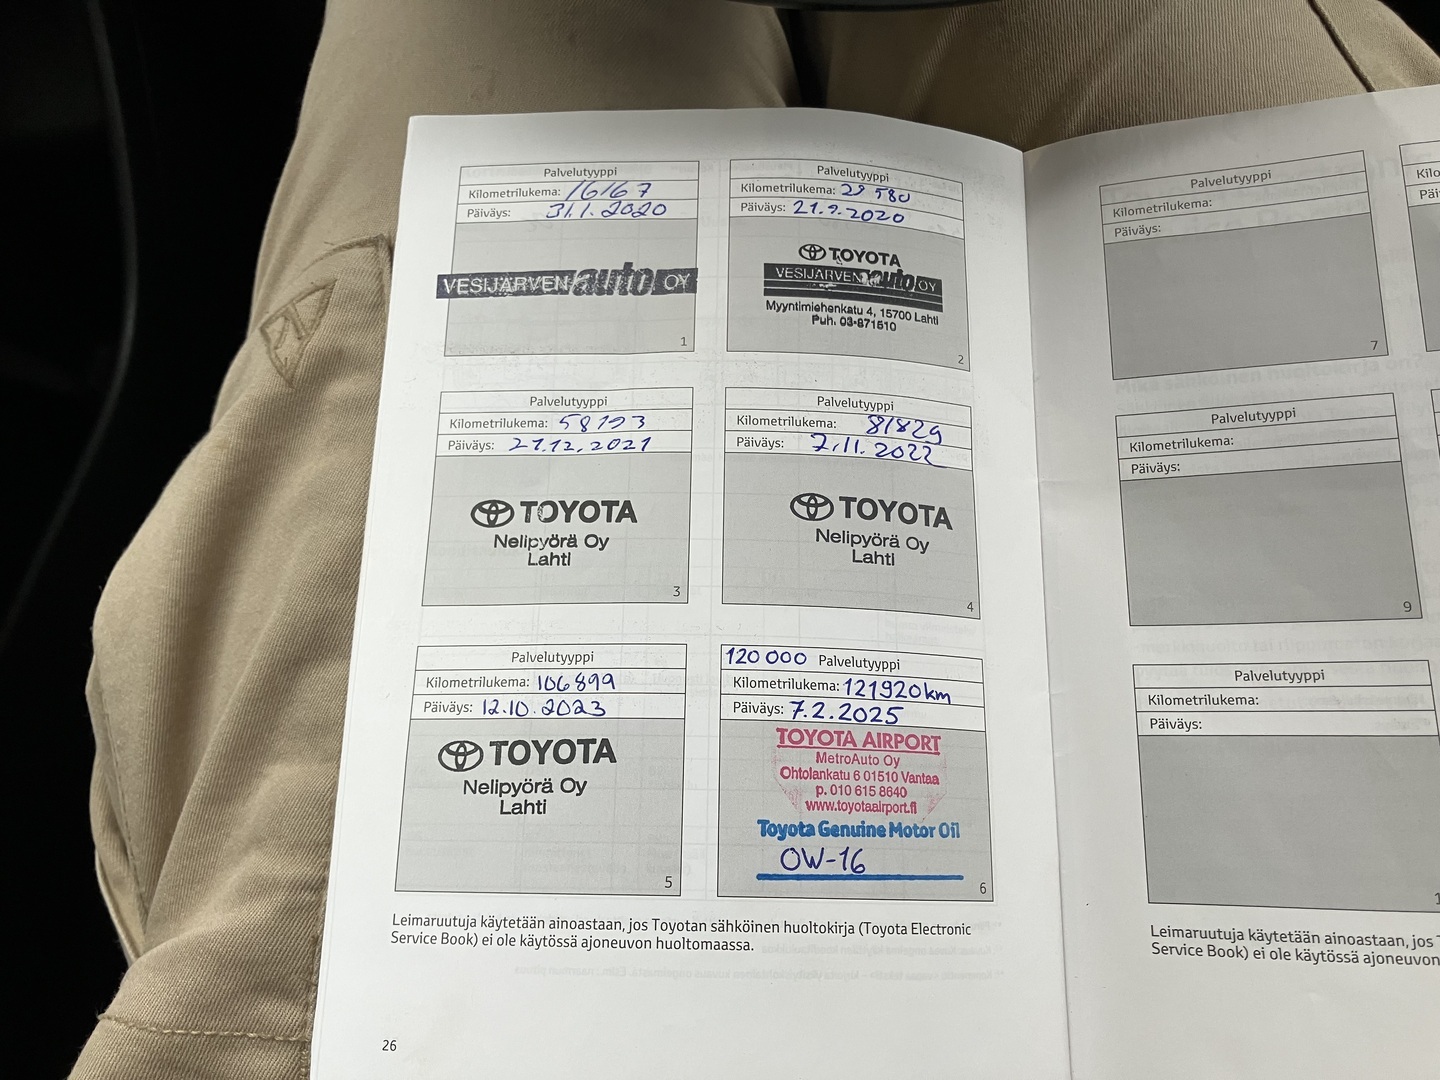 Palvelutyyppi
Kilometrilukema: 16167
Päiväys: 31.1.2020
VESIJÄRVEN auto OY
1
Palvelutyyppi
Kilometrilukema: 29 580
Päiväys: 21.9.2020
TOYOTA
VESIJÄRVEN auto OY
Myyntimiehenkatu 4, 15700 Lahti
Puh. 03-871510
2
Palvelutyyppi
Kilometrilukema: 58193
Päiväys: 21.12.2021
TOYOTA
Nelipyörä Oy
Lahti
3
Palvelutyyppi
Kilometrilukema: 81829
Päiväys: 7.11.2022
TOYOTA
Nelipyörä Oy
Lahti
4
Palvelutyyppi
Kilometrilukema: 106899
Päiväys: 12.10.2023
TOYOTA
Nelipyörä Oy
Lahti
5
120 000 Palvelutyyppi
Kilometrilukema: 121920km
Päiväys: 7.2.2025
TOYOTA AIRPORT
MetroAuto Oy
Ohtolankatu 6 01510 Vantaa
p. 010 615 8640
www.toyotaairport.fi
Toyota Genuine Motor Oil
0W-16
6
Leimaruutuja käytetään ainoastaan, jos Toyotan sähköinen huoltokirja (Toyota Electronic
Service Book) ei ole käytössä ajoneuvon huoltomaassa.
26
Palvelutyyppi
Kilometrilukema:
Päiväys:
7
Palvelutyyppi
Kilometrilukema:
Päiväys:
9
Palvelutyyppi
Kilometrilukema:
Päiväys:
Leimaruutuja käytetään ainoastaan, jos
Service Book) ei ole käytössä ajoneuvon